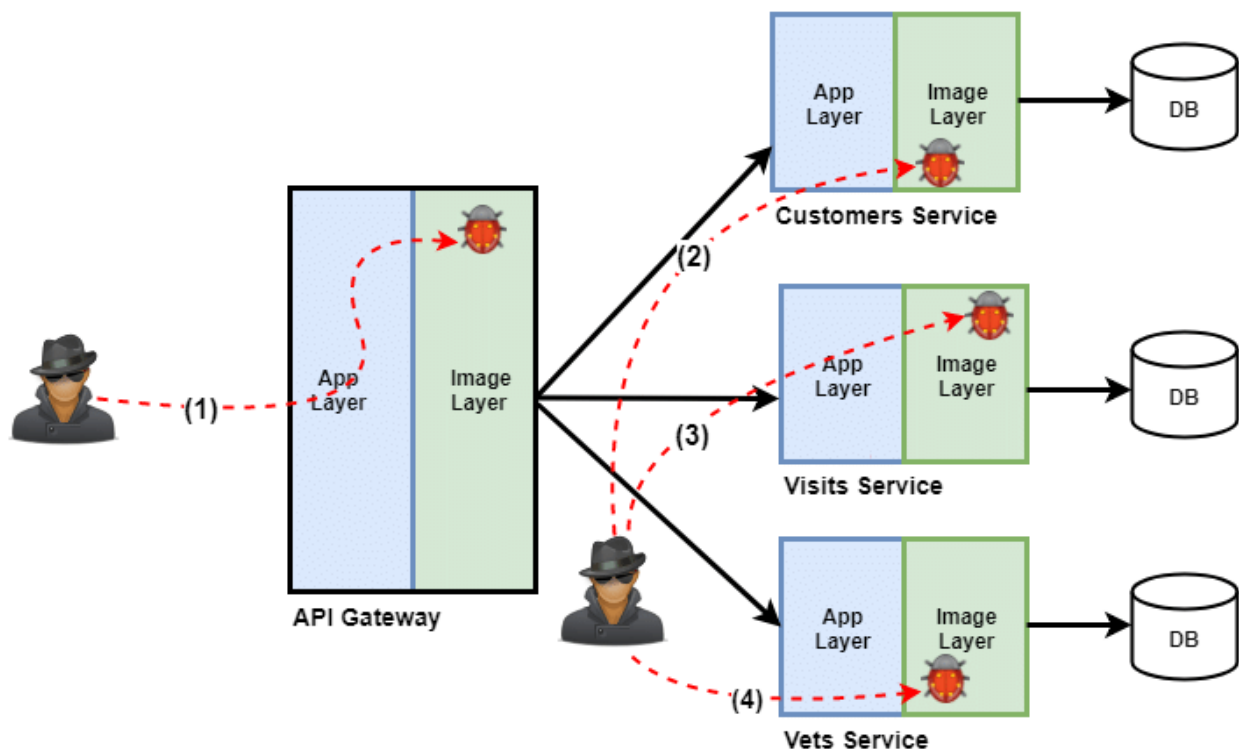 App
Layer
Image
Layer
API Gateway
(1)
(2)
(3)
(4)
App
Layer
Image
Layer
Customers Service
DB
App
Layer
Image
Layer
Visits Service
DB
App
Layer
Image
Layer
Vets Service
DB